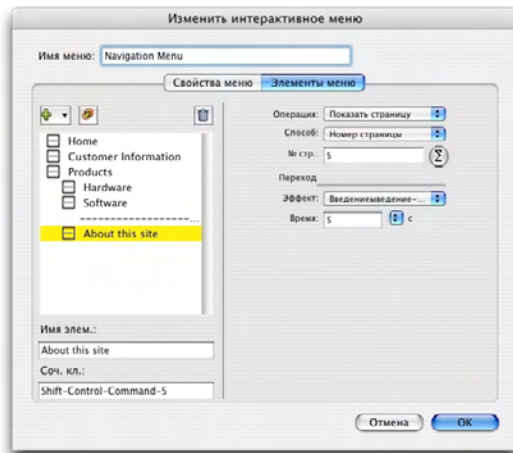 Изменить интерактивное меню
Имя меню: Navigation Menu
Свойства меню Элементы меню
Home
Customer Information
Products
Hardware
Software
--------------------...
About this site
Имя элем.:
About this site
Соч. кл.:
Shift-Control-Command-5
Операция: Показать страницу
Способ: Номер страницы
№ стр.: 5 Σ
Переход
Эффект: Введениевыведение-...
Время: 5 с
Отмена OK